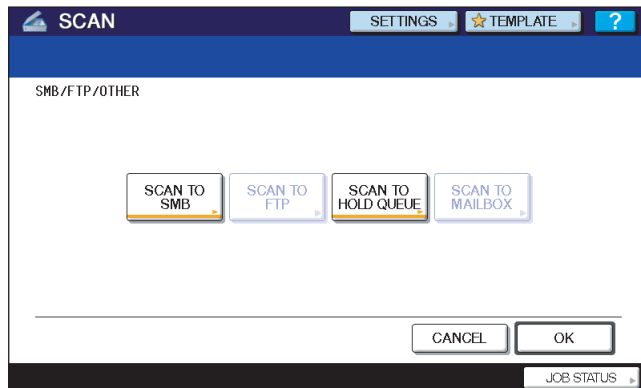 SCAN
SETTINGS
TEMPLATE
?
SMB/FTP/OTHER
SCAN TO
SMB
SCAN TO
FTP
SCAN TO
HOLD QUEUE
SCAN TO
MAILBOX
CANCEL
OK
JOB STATUS